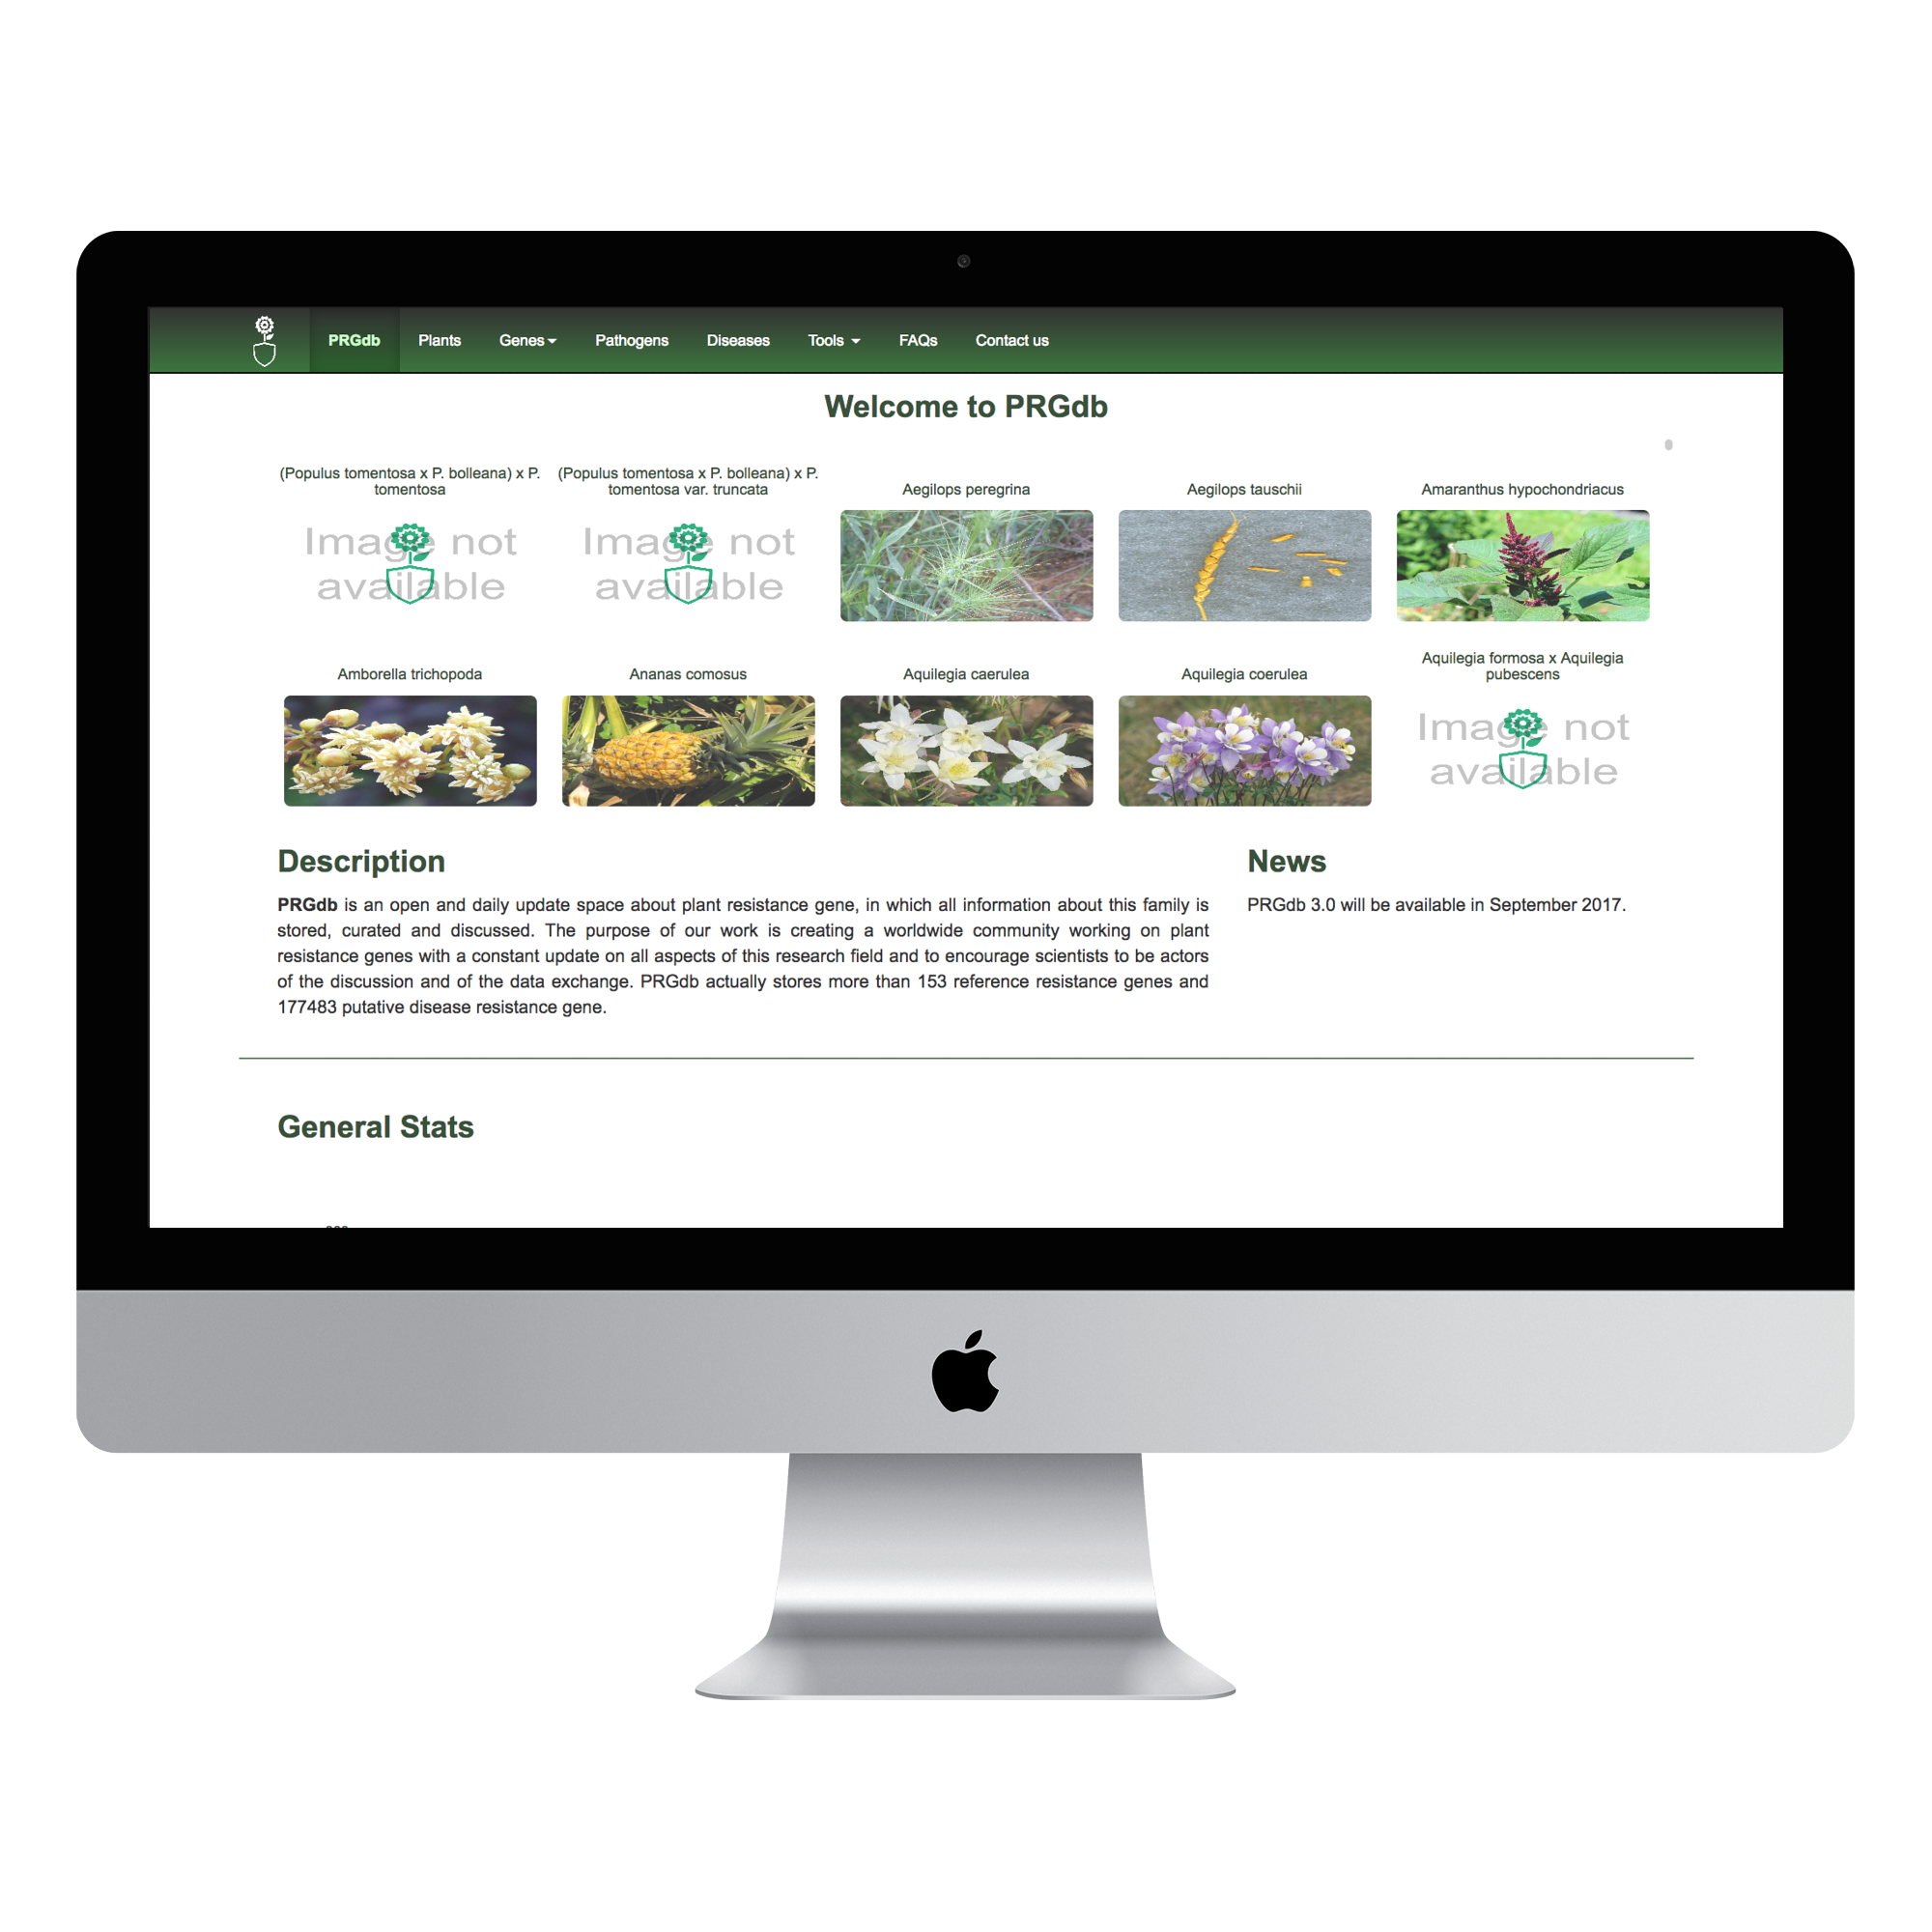 PRGdb Plants Genes Pathogens Diseases Tools FAQs Contact us
Welcome to PRGdb
(Populus tomentosa x P. bolleana) x P.
tomentosa
(Populus tomentosa x P. bolleana) x P.
tomentosa var. truncata
Aegilops peregrina
Aegilops tauschii
Amaranthus hypochondriacus
Image not
available
Image not
available
Amborella trichopoda
Ananas comosus
Aquilegia caerulea
Aquilegia coerulea
Aquilegia formosa x Aquilegia
pubescens
Image not
available
Description
PRGdb is an open and daily update space about plant resistance gene, in which all information about this family is
stored, curated and discussed. The purpose of our work is creating a worldwide community working on plant
resistance genes with a constant update on all aspects of this research field and to encourage scientists to be actors
of the discussion and of the data exchange. PRGdb actually stores more than 153 reference resistance genes and
177483 putative disease resistance gene.
News
PRGdb 3.0 will be available in September 2017.
General Stats